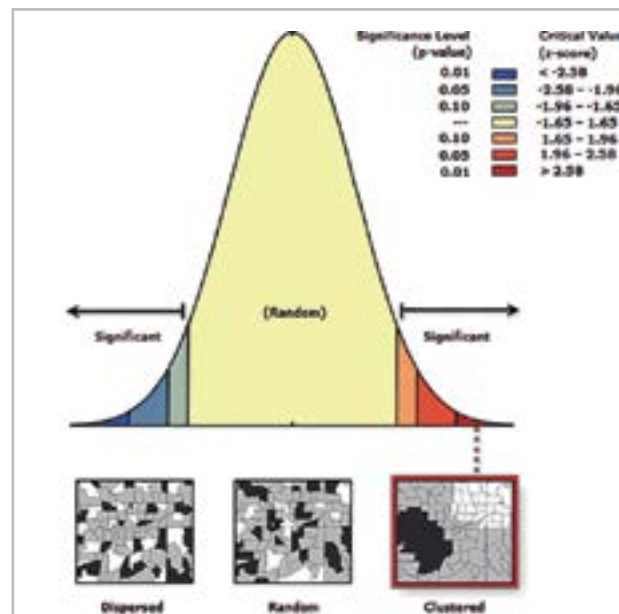 Significance Level
(p-value)
Critical Value
(z-score)
0.01 < -2.58
0.05 -2.58 – -1.96
0.10 -1.96 – -1.65
--- -1.65 – 1.65
0.10 1.65 – 1.96
0.05 1.96 – 2.58
0.01 > 2.58
(Random)
Significant
Significant
Dispersed
Random
Clustered